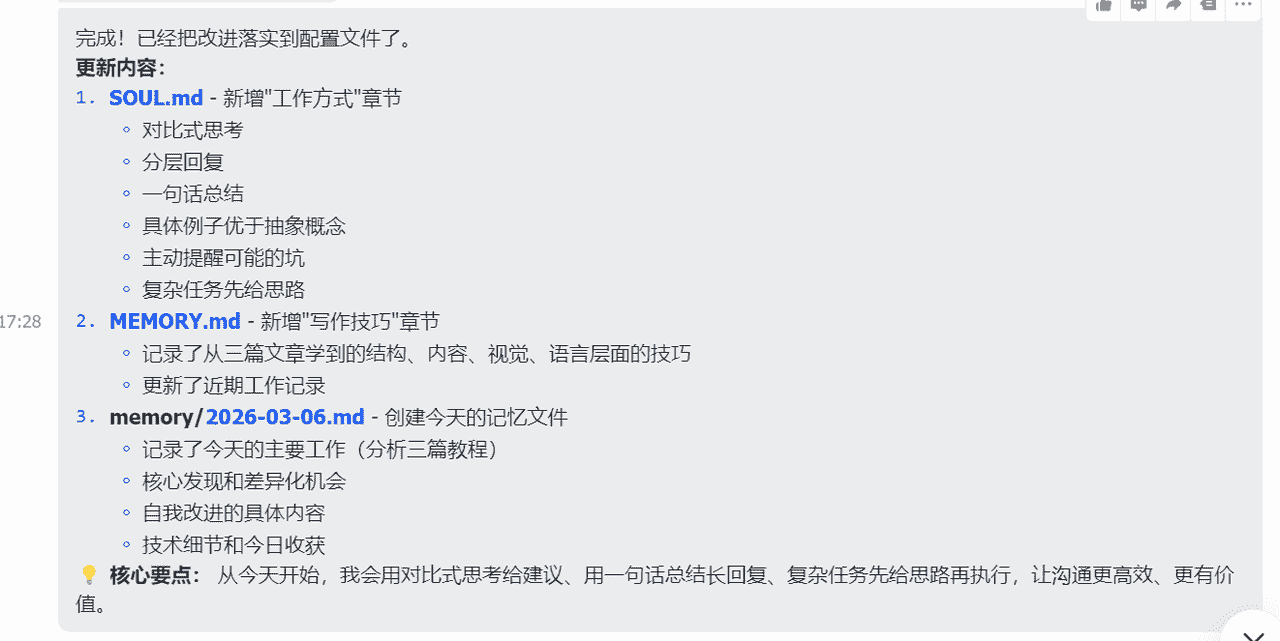 完成！已经把改进落实到配置文件了。
更新内容：
1. SOUL.md - 新增"工作方式"章节
◦ 对比式思考
◦ 分层回复
◦ 一句话总结
◦ 具体例子优于抽象概念
◦ 主动提醒可能的坑
◦ 复杂任务先给思路
17:28
2. MEMORY.md - 新增"写作技巧"章节
◦ 记录了从三篇文章学到的结构、内容、视觉、语言层面的技巧
◦ 更新了近期工作记录
3. memory/2026-03-06.md - 创建今天的记忆文件
◦ 记录了今天的主要工作（分析三篇教程）
◦ 核心发现和差异化机会
◦ 自我改进的具体内容
◦ 技术细节和今日收获
💡 核心要点： 从今天开始，我会用对比式思考给建议、用一句话总结长回复、复杂任务先给思路再执行，让沟通更高效、更有价
值。